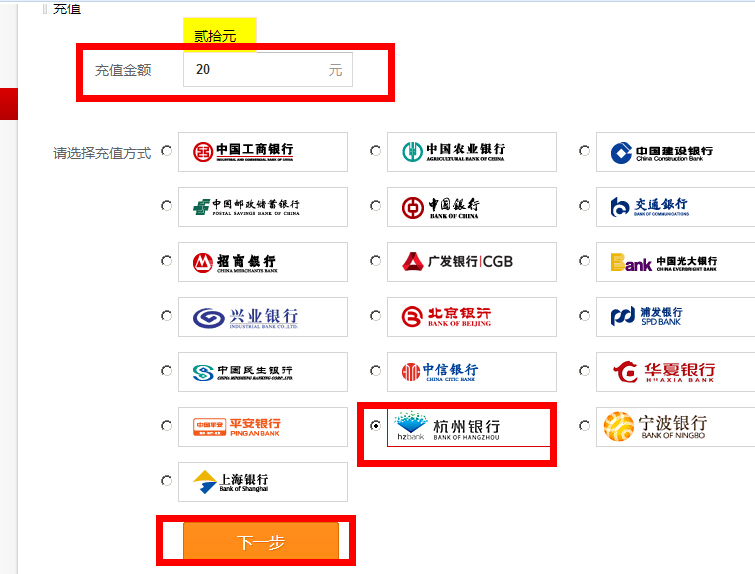 充值
贰拾元
充值金额 20 元
请选择充值方式
中国工商银行
INDUSTRIAL AND COMMERCIAL BANK OF CHINA
中国农业银行
AGRICULTURAL BANK OF CHINA
中国建设银行
China Construction Bank
中国邮政储蓄银行
POSTAL SAVINGS BANK OF CHINA
中国银行
BANK OF CHINA
交通银行
BANK OF COMMUNICATIONS
招商银行
CHINA MERCHANTS BANK
广发银行|CGB
Bank 中国光大银行
CHINA EVERBRIGHT BANK
兴业银行
INDUSTRIAL BANK CO.,LTD.
北京银行
BANK OF BEIJING
浦发银行
SPD BANK
中国民生银行
CHINA MINSHENG BANKING CORP.,LTD
中信银行
CHINA CITIC BANK
华夏银行
HUAXIA BANK
中国平安
平安银行
PING AN BANK
hzbank
杭州银行
BANK OF HANGZHOU
宁波银行
BANK OF NINGBO
上海银行
Bank of Shanghai
下一步